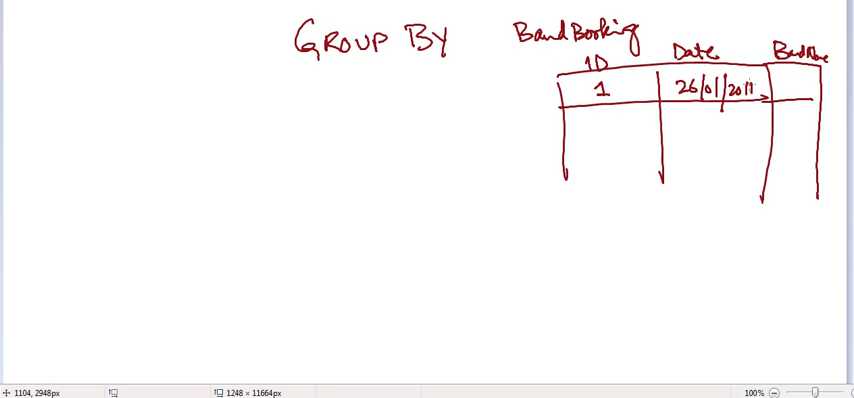 GROUP BY
BandBooking
ID Date BandName
1 26/01/2011
1104, 2948px 1248 × 11664px 100%